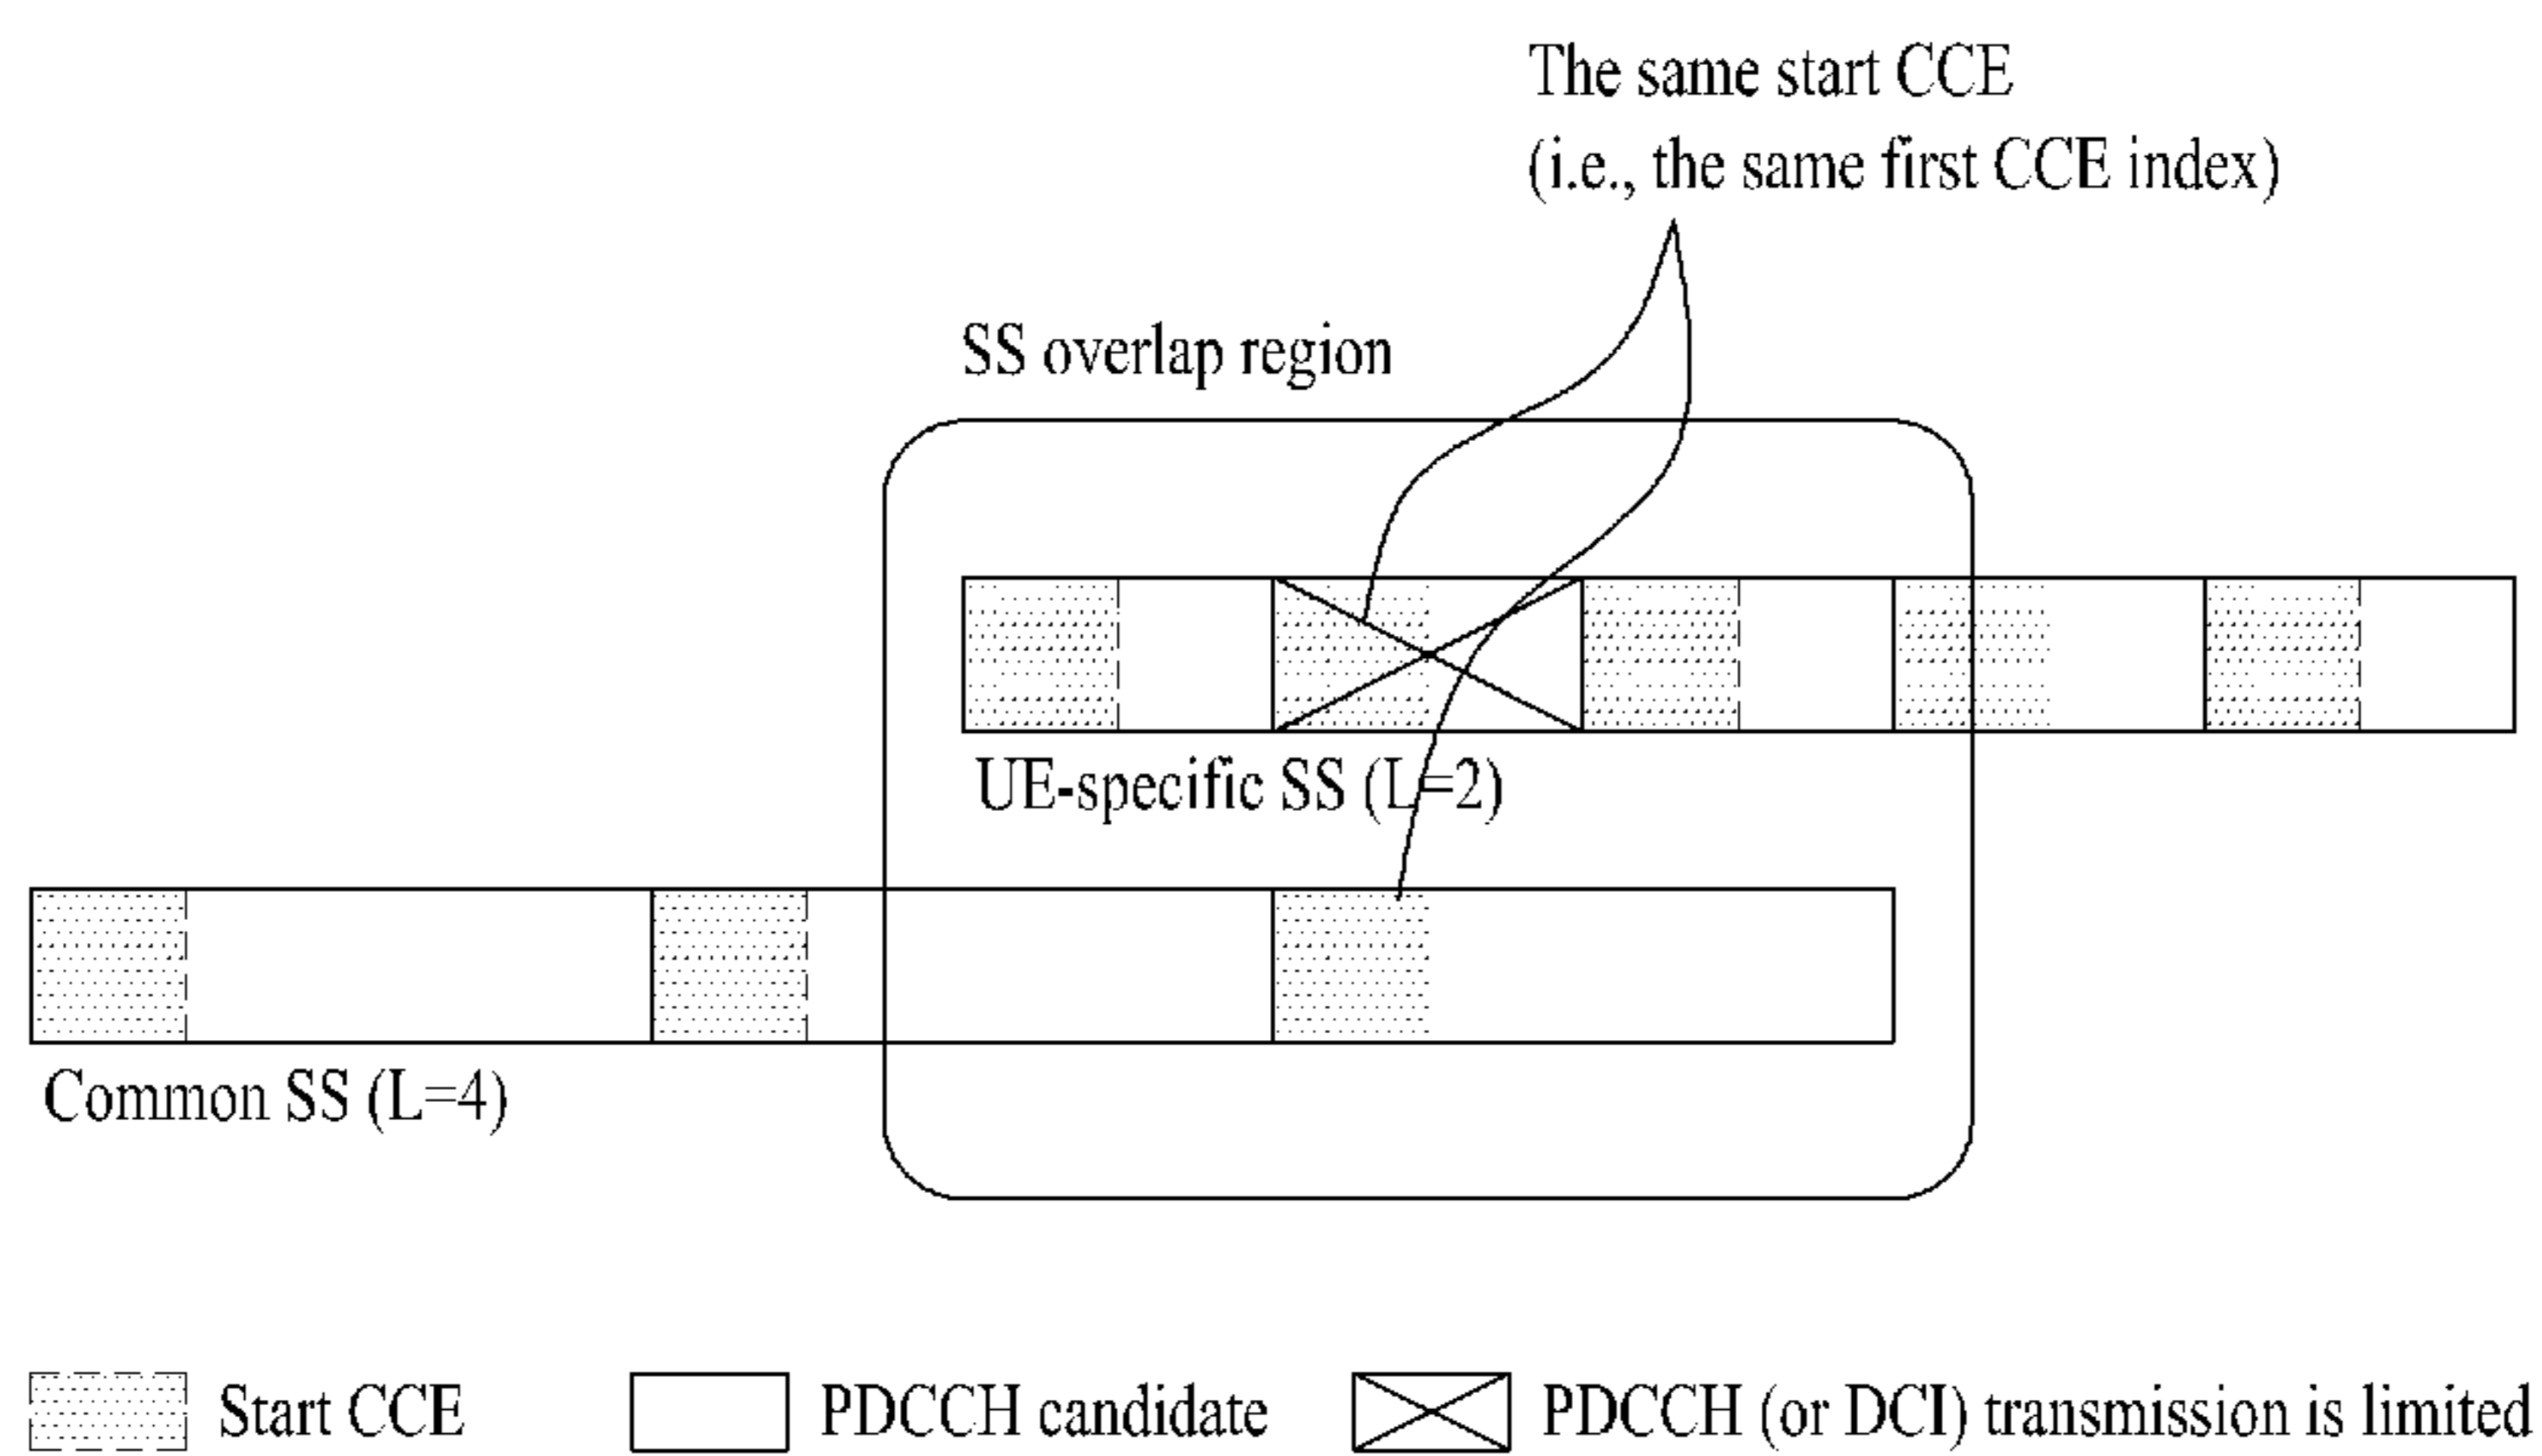 The same start CCE
(i.e., the same first CCE index)
SS overlap region
UE-specific SS (L=2)
Common SS (L=4)
Start CCE
PDCCH candidate
PDCCH (or DCI) transmission is limited